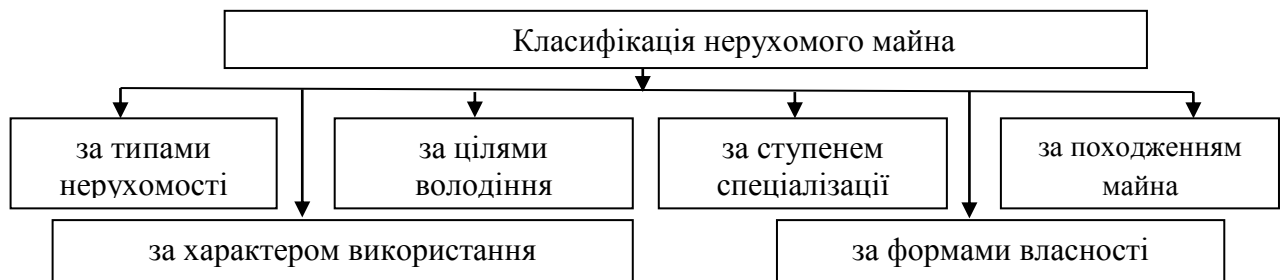 Класифікація нерухомого майна
за типами
нерухомості
за цілями
володіння
за ступенем
спеціалізації
за походженням
майна
за характером використання
за формами власності